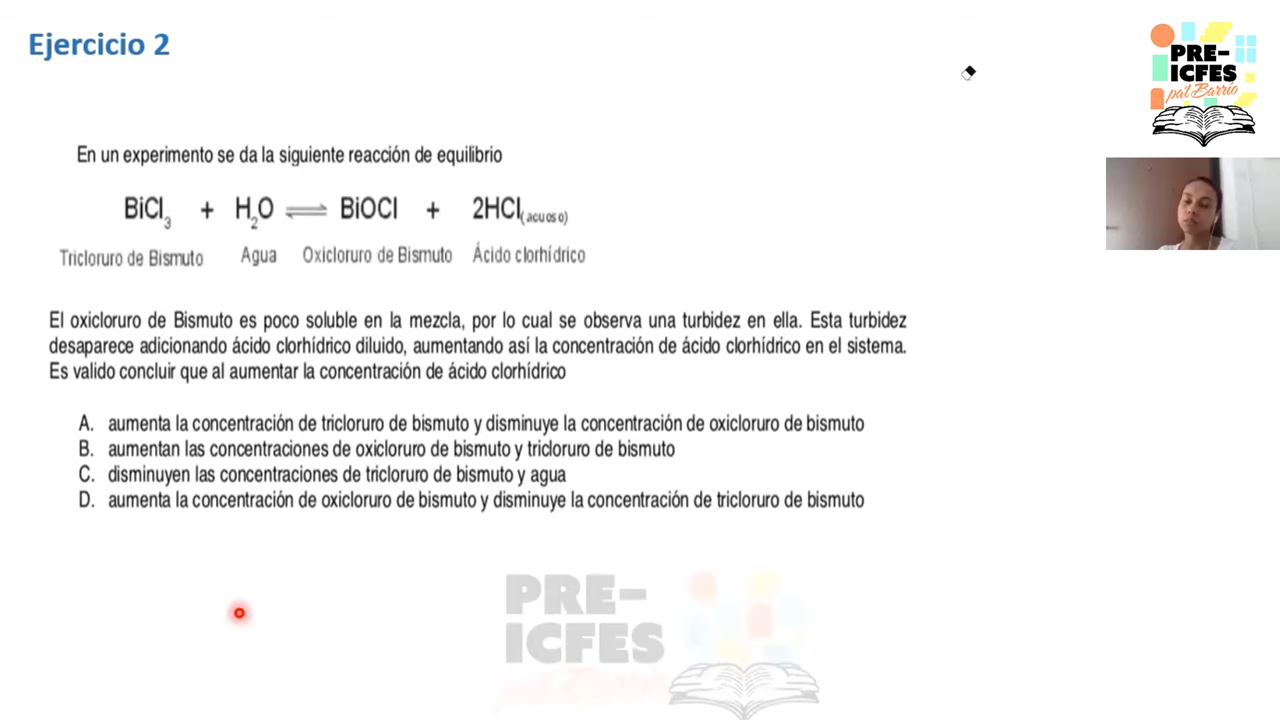 Ejercicio 2
PRE-
ICFES
pa'l Barrio
En un experimento se da la siguiente reacción de equilibrio
BiCl₃ + H₂O ⇌ BiOCl + 2HCl(acuoso)
Tricloruro de Bismuto Agua Oxicloruro de Bismuto Ácido clorhídrico
El oxicloruro de Bismuto es poco soluble en la mezcla, por lo cual se observa una turbidez en ella. Esta turbidez
desaparece adicionando ácido clorhídrico diluido, aumentando así la concentración de ácido clorhídrico en el sistema.
Es valido concluir que al aumentar la concentración de ácido clorhídrico
A. aumenta la concentración de tricloruro de bismuto y disminuye la concentración de oxicloruro de bismuto
B. aumentan las concentraciones de oxicloruro de bismuto y tricloruro de bismuto
C. disminuyen las concentraciones de tricloruro de bismuto y agua
D. aumenta la concentración de oxicloruro de bismuto y disminuye la concentración de tricloruro de bismuto
PRE-
ICFES
pa'l Barrio